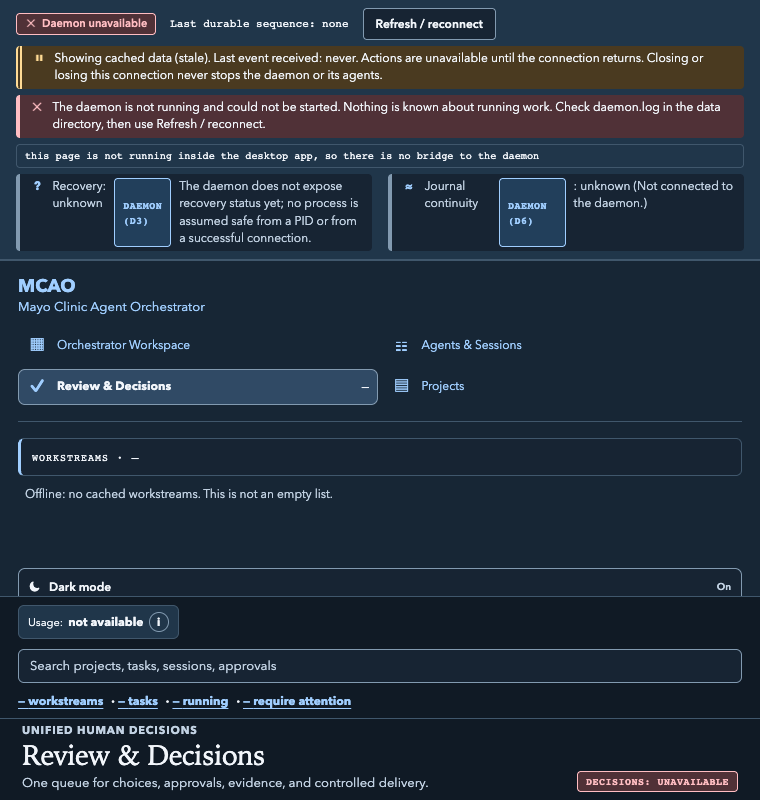 Daemon unavailable
Last durable sequence: none
Refresh / reconnect
Showing cached data (stale). Last event received: never. Actions are unavailable until the connection returns. Closing or
losing this connection never stops the daemon or its agents.
The daemon is not running and could not be started. Nothing is known about running work. Check daemon.log in the data
directory, then use Refresh / reconnect.
this page is not running inside the desktop app, so there is no bridge to the daemon
? Recovery:
unknown
DAEMON
(D3)
The daemon does not expose
recovery status yet; no process is
assumed safe from a PID or from
a successful connection.
≈ Journal
continuity
DAEMON
(D6)
: unknown (Not connected to
the daemon.)
MCAO
Mayo Clinic Agent Orchestrator
Orchestrator Workspace
Agents & Sessions
Review & Decisions —
Projects
WORKSTREAMS · —
Offline: no cached workstreams. This is not an empty list.
Dark mode
On
Usage: not available i
Search projects, tasks, sessions, approvals
— workstreams • — tasks • — running • — require attention
UNIFIED HUMAN DECISIONS
Review & Decisions
One queue for choices, approvals, evidence, and controlled delivery.
DECISIONS: UNAVAILABLE